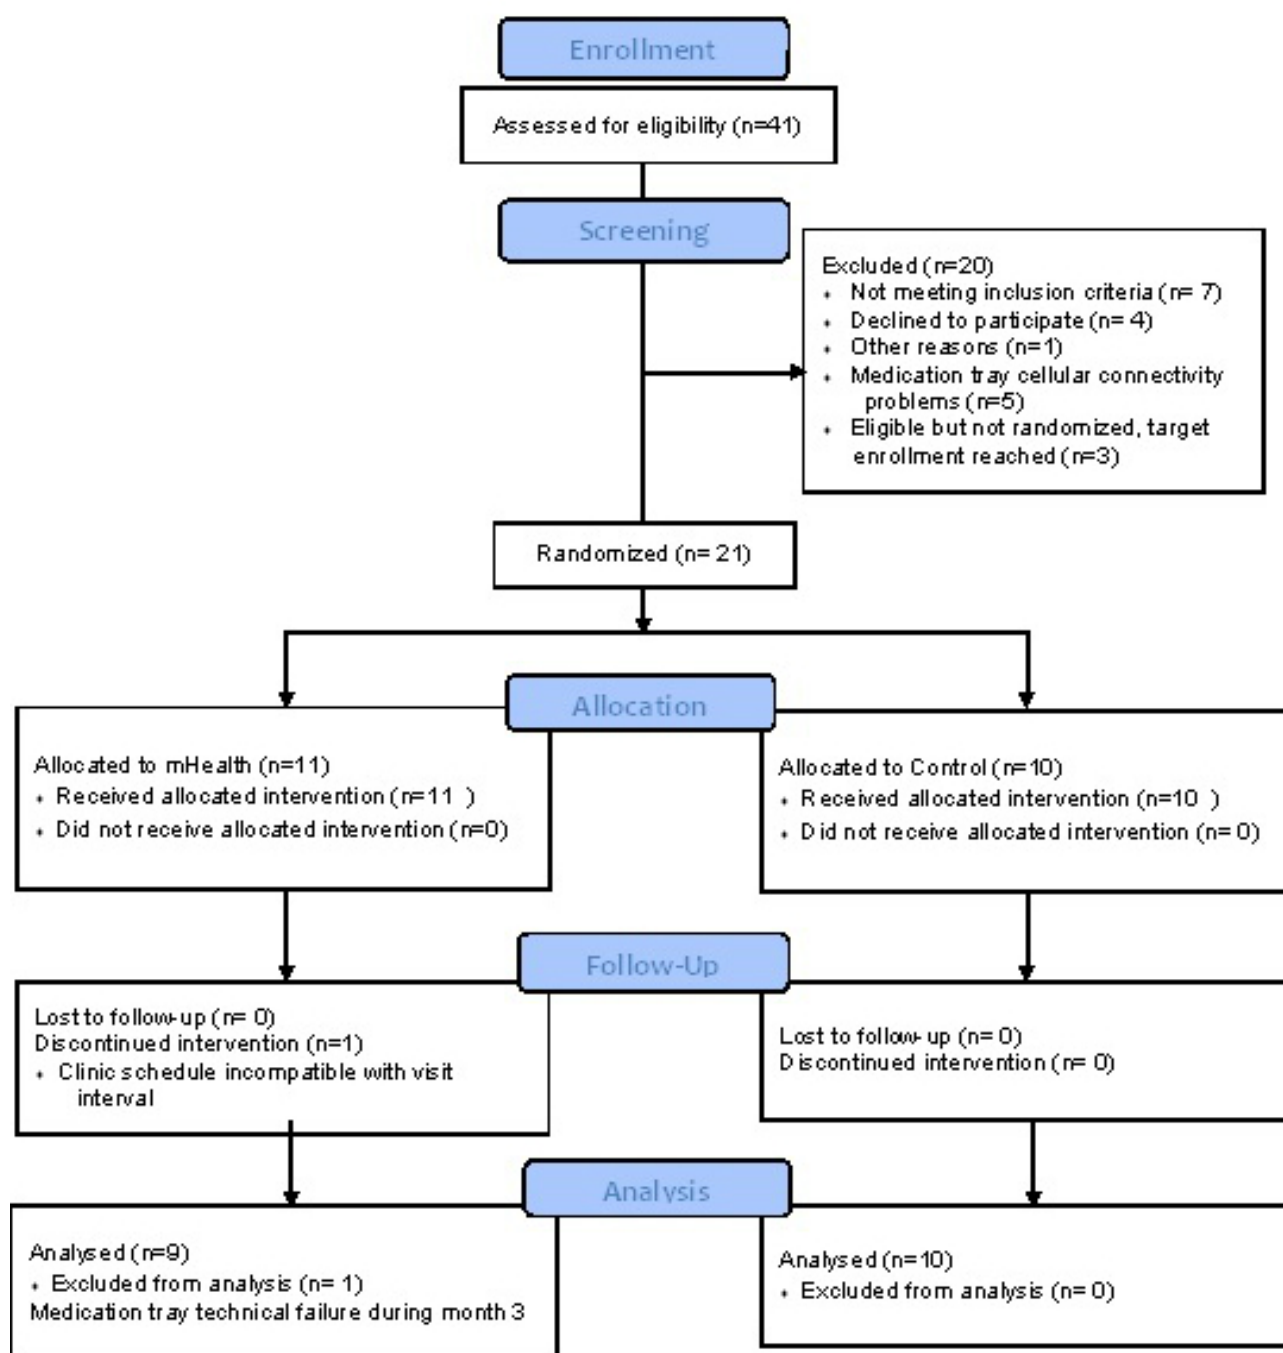 Enrollment
Assessed for eligibility (n=41)
Screening
Excluded (n=20)
⬧ Not meeting inclusion criteria (n= 7)
⬧ Declined to participate (n= 4)
⬧ Other reasons (n=1)
⬧ Medication tray cellular connectivity
problems (n=5)
⬧ Eligible but not randomized, target
enrollment reached (n=3)
Randomized (n= 21)
Allocation
Allocated to mHealth (n=11)
⬧ Received allocated intervention (n=11 )
⬧ Did not receive allocated intervention (n=0)
Allocated to Control (n=10)
⬧ Received allocated intervention (n=10 )
⬧ Did not receive allocated intervention (n= 0)
Follow-Up
Lost to follow-up (n= 0)
Discontinued intervention (n=1)
⬧ Clinic schedule incompatible with visit
interval
Lost to follow-up (n= 0)
Discontinued intervention (n= 0)
Analysis
Analysed (n=9)
⬧ Excluded from analysis (n= 1)
Medication tray technical failure during month 3
Analysed (n=10)
⬧ Excluded from analysis (n= 0)